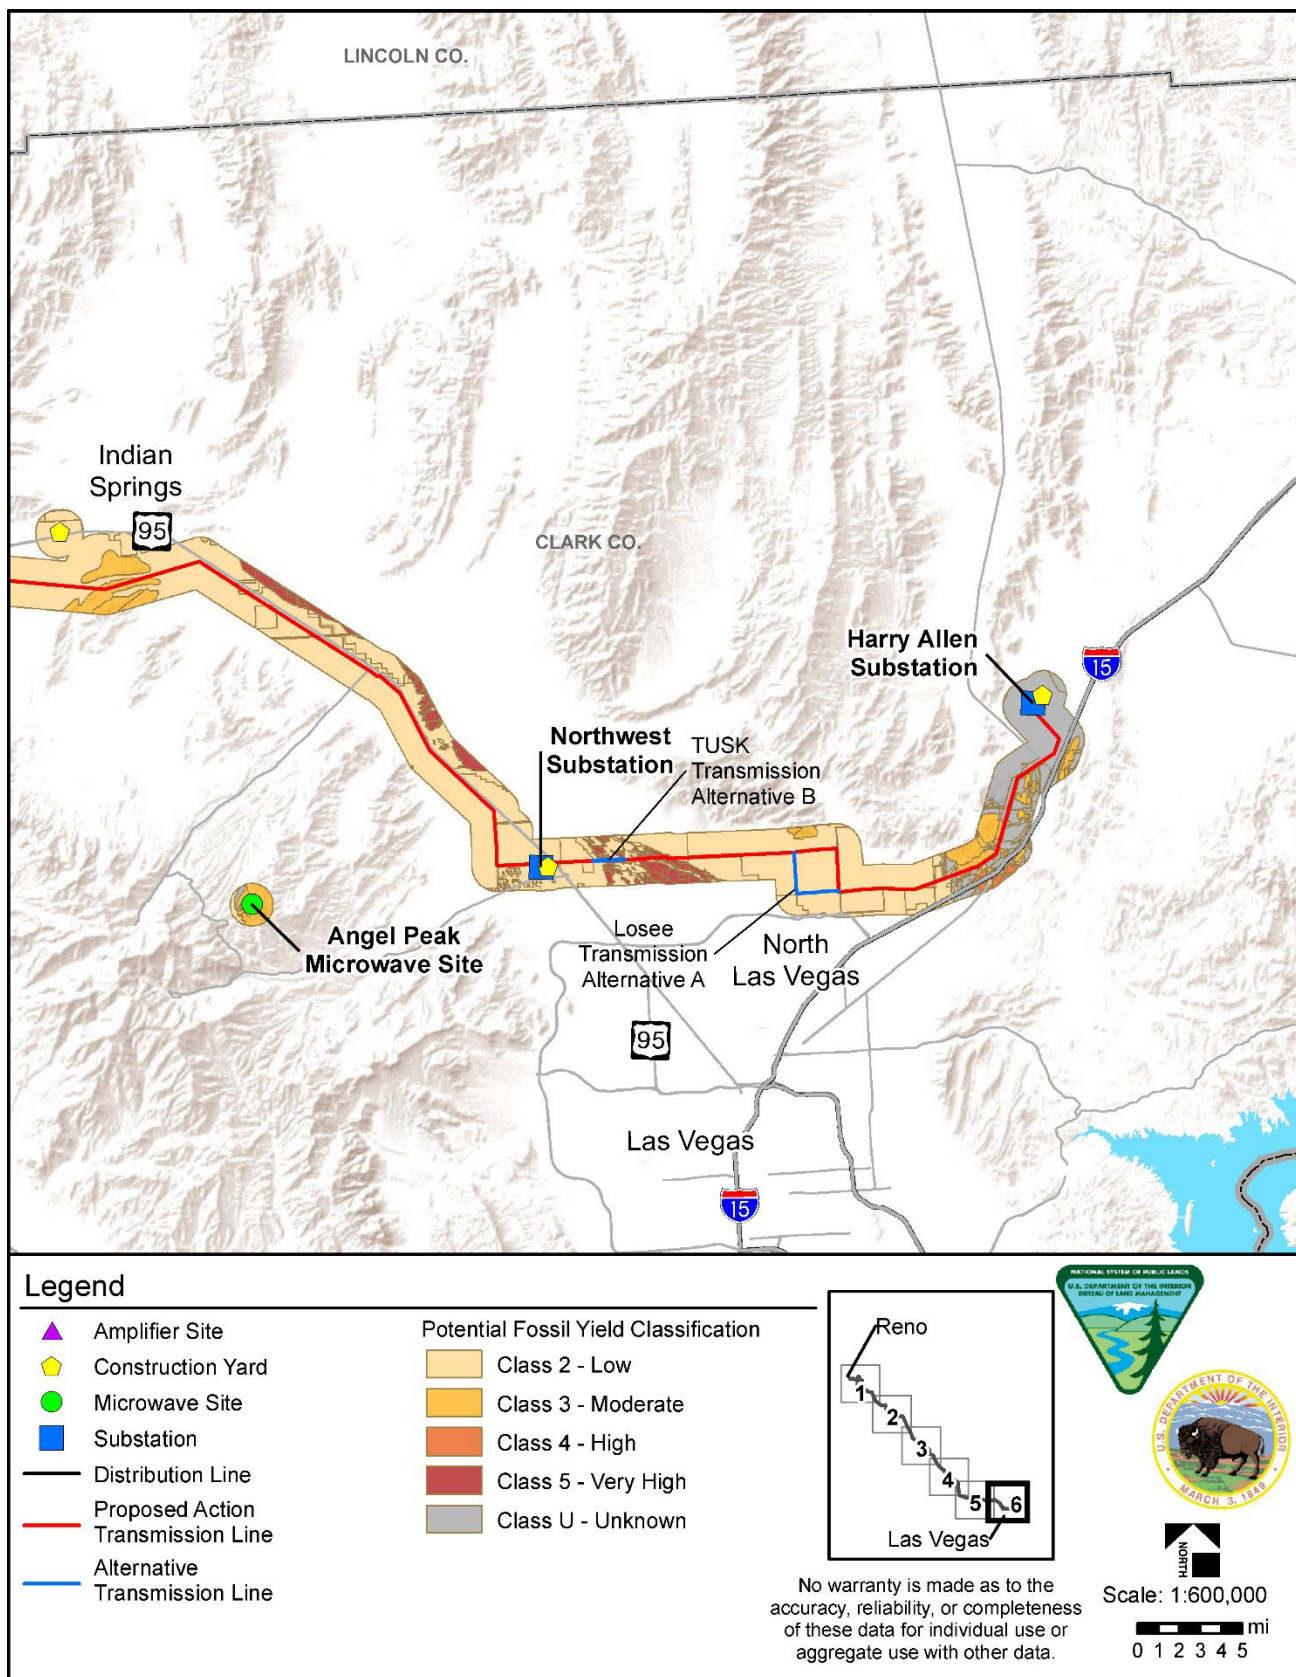 LINCOLN CO.
Indian
Springs
95
CLARK CO.
Harry Allen
Substation
15
Northwest
Substation
TUSK
Transmission
Alternative B
Angel Peak
Microwave Site
Losee
Transmission
Alternative A
North
Las Vegas
95
Las Vegas
15
Legend
Amplifier Site
Construction Yard
Microwave Site
Substation
Distribution Line
Proposed Action
Transmission Line
Alternative
Transmission Line
Potential Fossil Yield Classification
Class 2 - Low
Class 3 - Moderate
Class 4 - High
Class 5 - Very High
Class U - Unknown
Reno
1
2
3
4
5
6
Las Vegas
No warranty is made as to the
accuracy, reliability, or completeness
of these data for individual use or
aggregate use with other data.
NATIONAL SYSTEM OF PUBLIC LANDS
U.S. DEPARTMENT OF THE INTERIOR
BUREAU OF LAND MANAGEMENT
U.S. DEPARTMENT OF THE INTERIOR
MARCH 3, 1849
NORTH
Scale: 1:600,000
mi
0 1 2 3 4 5